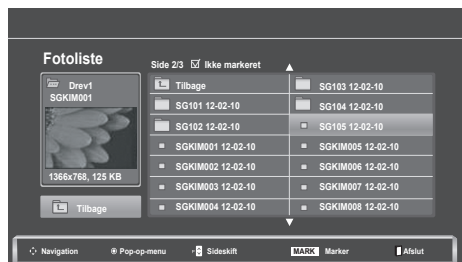 Fotoliste
Side 2/3 Ikke markeret
Drev1
SGKIM001
1366x768, 125 KB
Tilbage
Tilbage
SG101 12-02-10
SG102 12-02-10
SGKIM001 12-02-10
SGKIM002 12-02-10
SGKIM003 12-02-10
SGKIM004 12-02-10
SG103 12-02-10
SG104 12-02-10
SG105 12-02-10
SGKIM005 12-02-10
SGKIM006 12-02-10
SGKIM007 12-02-10
SGKIM008 12-02-10
Navigation Pop-op-menu P Sideskift MARK Marker Afslut